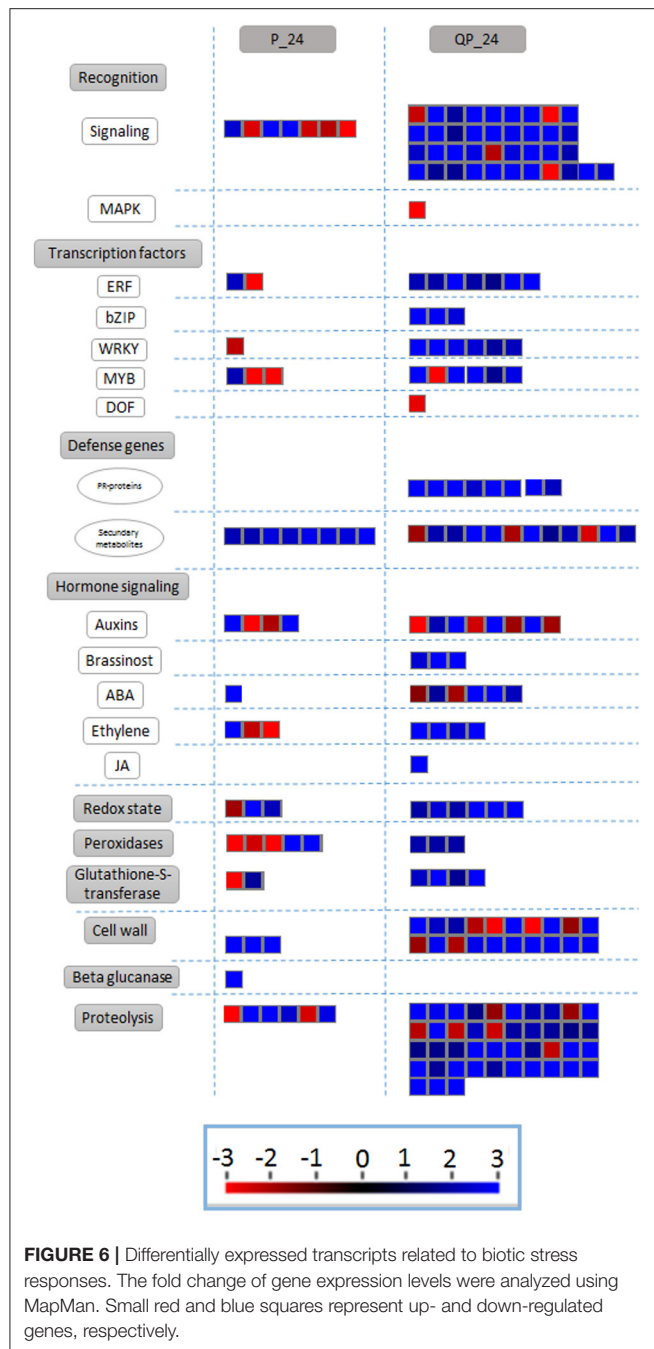 P_24 QP_24
Recognition
Signaling
MAPK
Transcription factors
ERF
bZIP
WRKY
MYB
DOF
Defense genes
PR-proteins
Secundary
metabolites
Hormone signaling
Auxins
Brassinost
ABA
Ethylene
JA
Redox state
Peroxidases
Glutathione-S-
transferase
Cell wall
Beta glucanase
Proteolysis
-3 -2 -1 0 1 2 3
FIGURE 6 | Differentially expressed transcripts related to biotic stress
responses. The fold change of gene expression levels were analyzed using
MapMan. Small red and blue squares represent up- and down-regulated
genes, respectively.